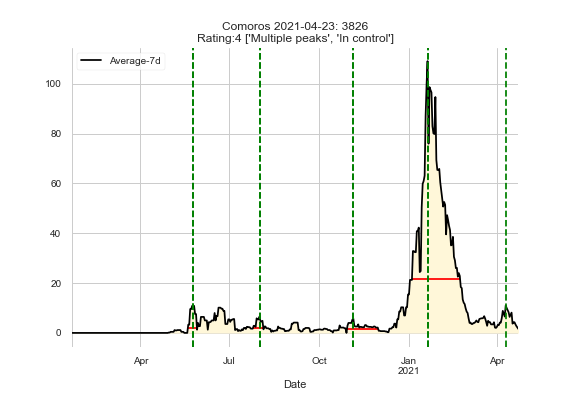 Comoros 2021-04-23: 3826
Rating:4 ['Multiple peaks', 'In control']
Average-7d
100
80
60
40
20
0
Apr
Jul
Oct
Jan
2021
Apr
Date